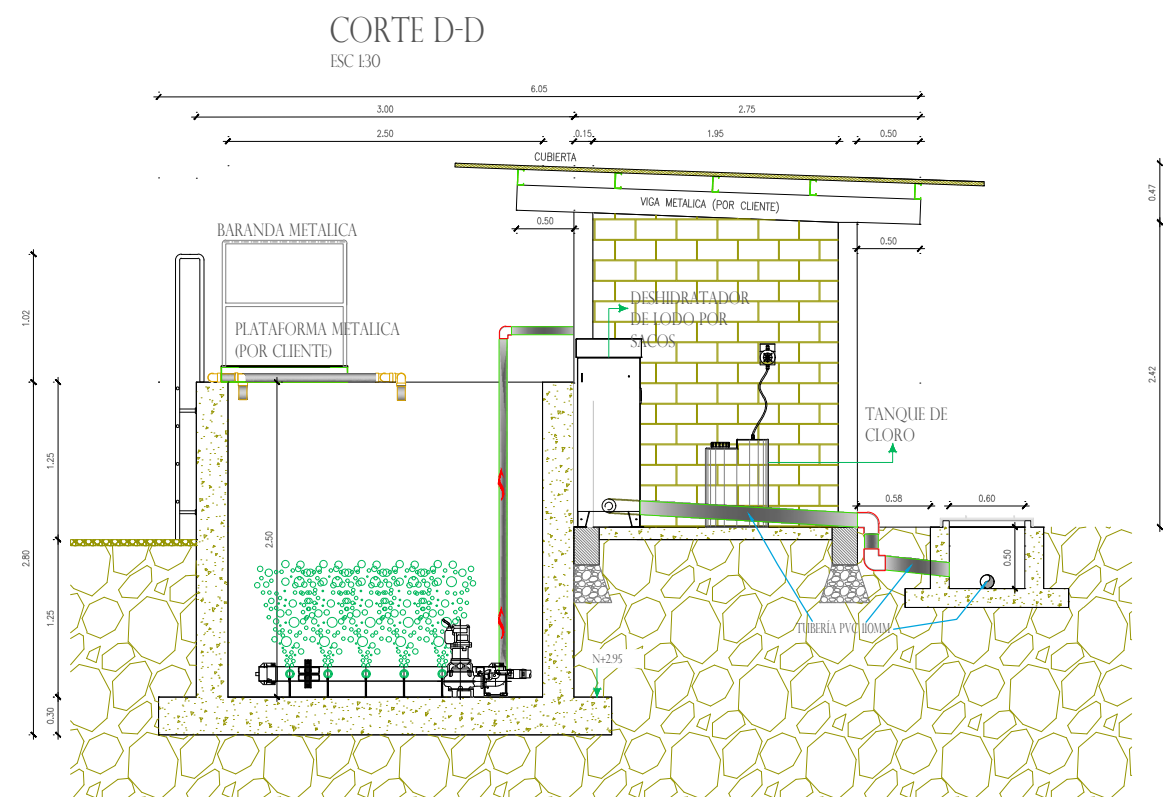 CORTE D-D
ESC 1:30
6.05
3.00
2.75
2.50
0.15
1.95
0.50
CUBIERTA
VIGA METALICA (POR CLIENTE)
0.47
0.50
0.50
BARANDA METALICA
1.02
PLATAFORMA METALICA
(POR CLIENTE)
DESHIDRATADOR
DE LODO POR
SACOS
2.42
TANQUE DE
CLORO
1.25
0.58
0.60
2.50
0.50
2.80
1.25
TUBERÍA PVC 110MM
N+2.95
0.30